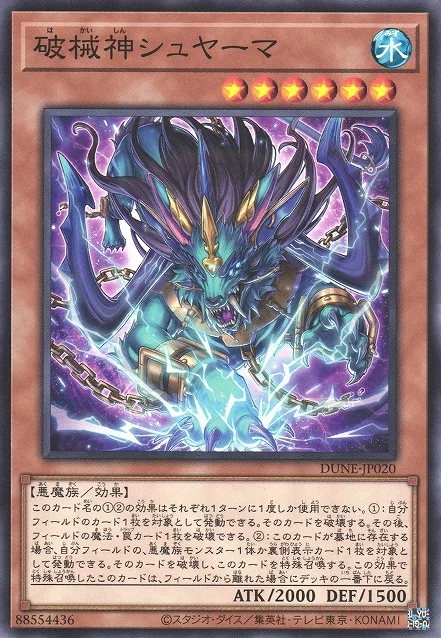 破械神シュヤーマ
水
DUNE-JP020
【悪魔族／効果】
このカード名の①②の効果はそれぞれ1ターンに1度しか使用できない。①：自分
フィールドのカード1枚を対象として発動できる。そのカードを破壊する。その後、
フィールドの魔法・罠カード1枚を破壊できる。②：このカードが墓地に存在する
場合、自分フィールドの、悪魔族モンスター1体か裏側表示カード1枚を対象と
して発動できる。そのカードを破壊し、このカードを特殊召喚する。この効果で
特殊召喚したこのカードは、フィールドから離れた場合にデッキの一番下に戻る。
ATK/2000 DEF/1500
88554436
©スタジオ・ダイス/集英社・テレビ東京・KONAMI